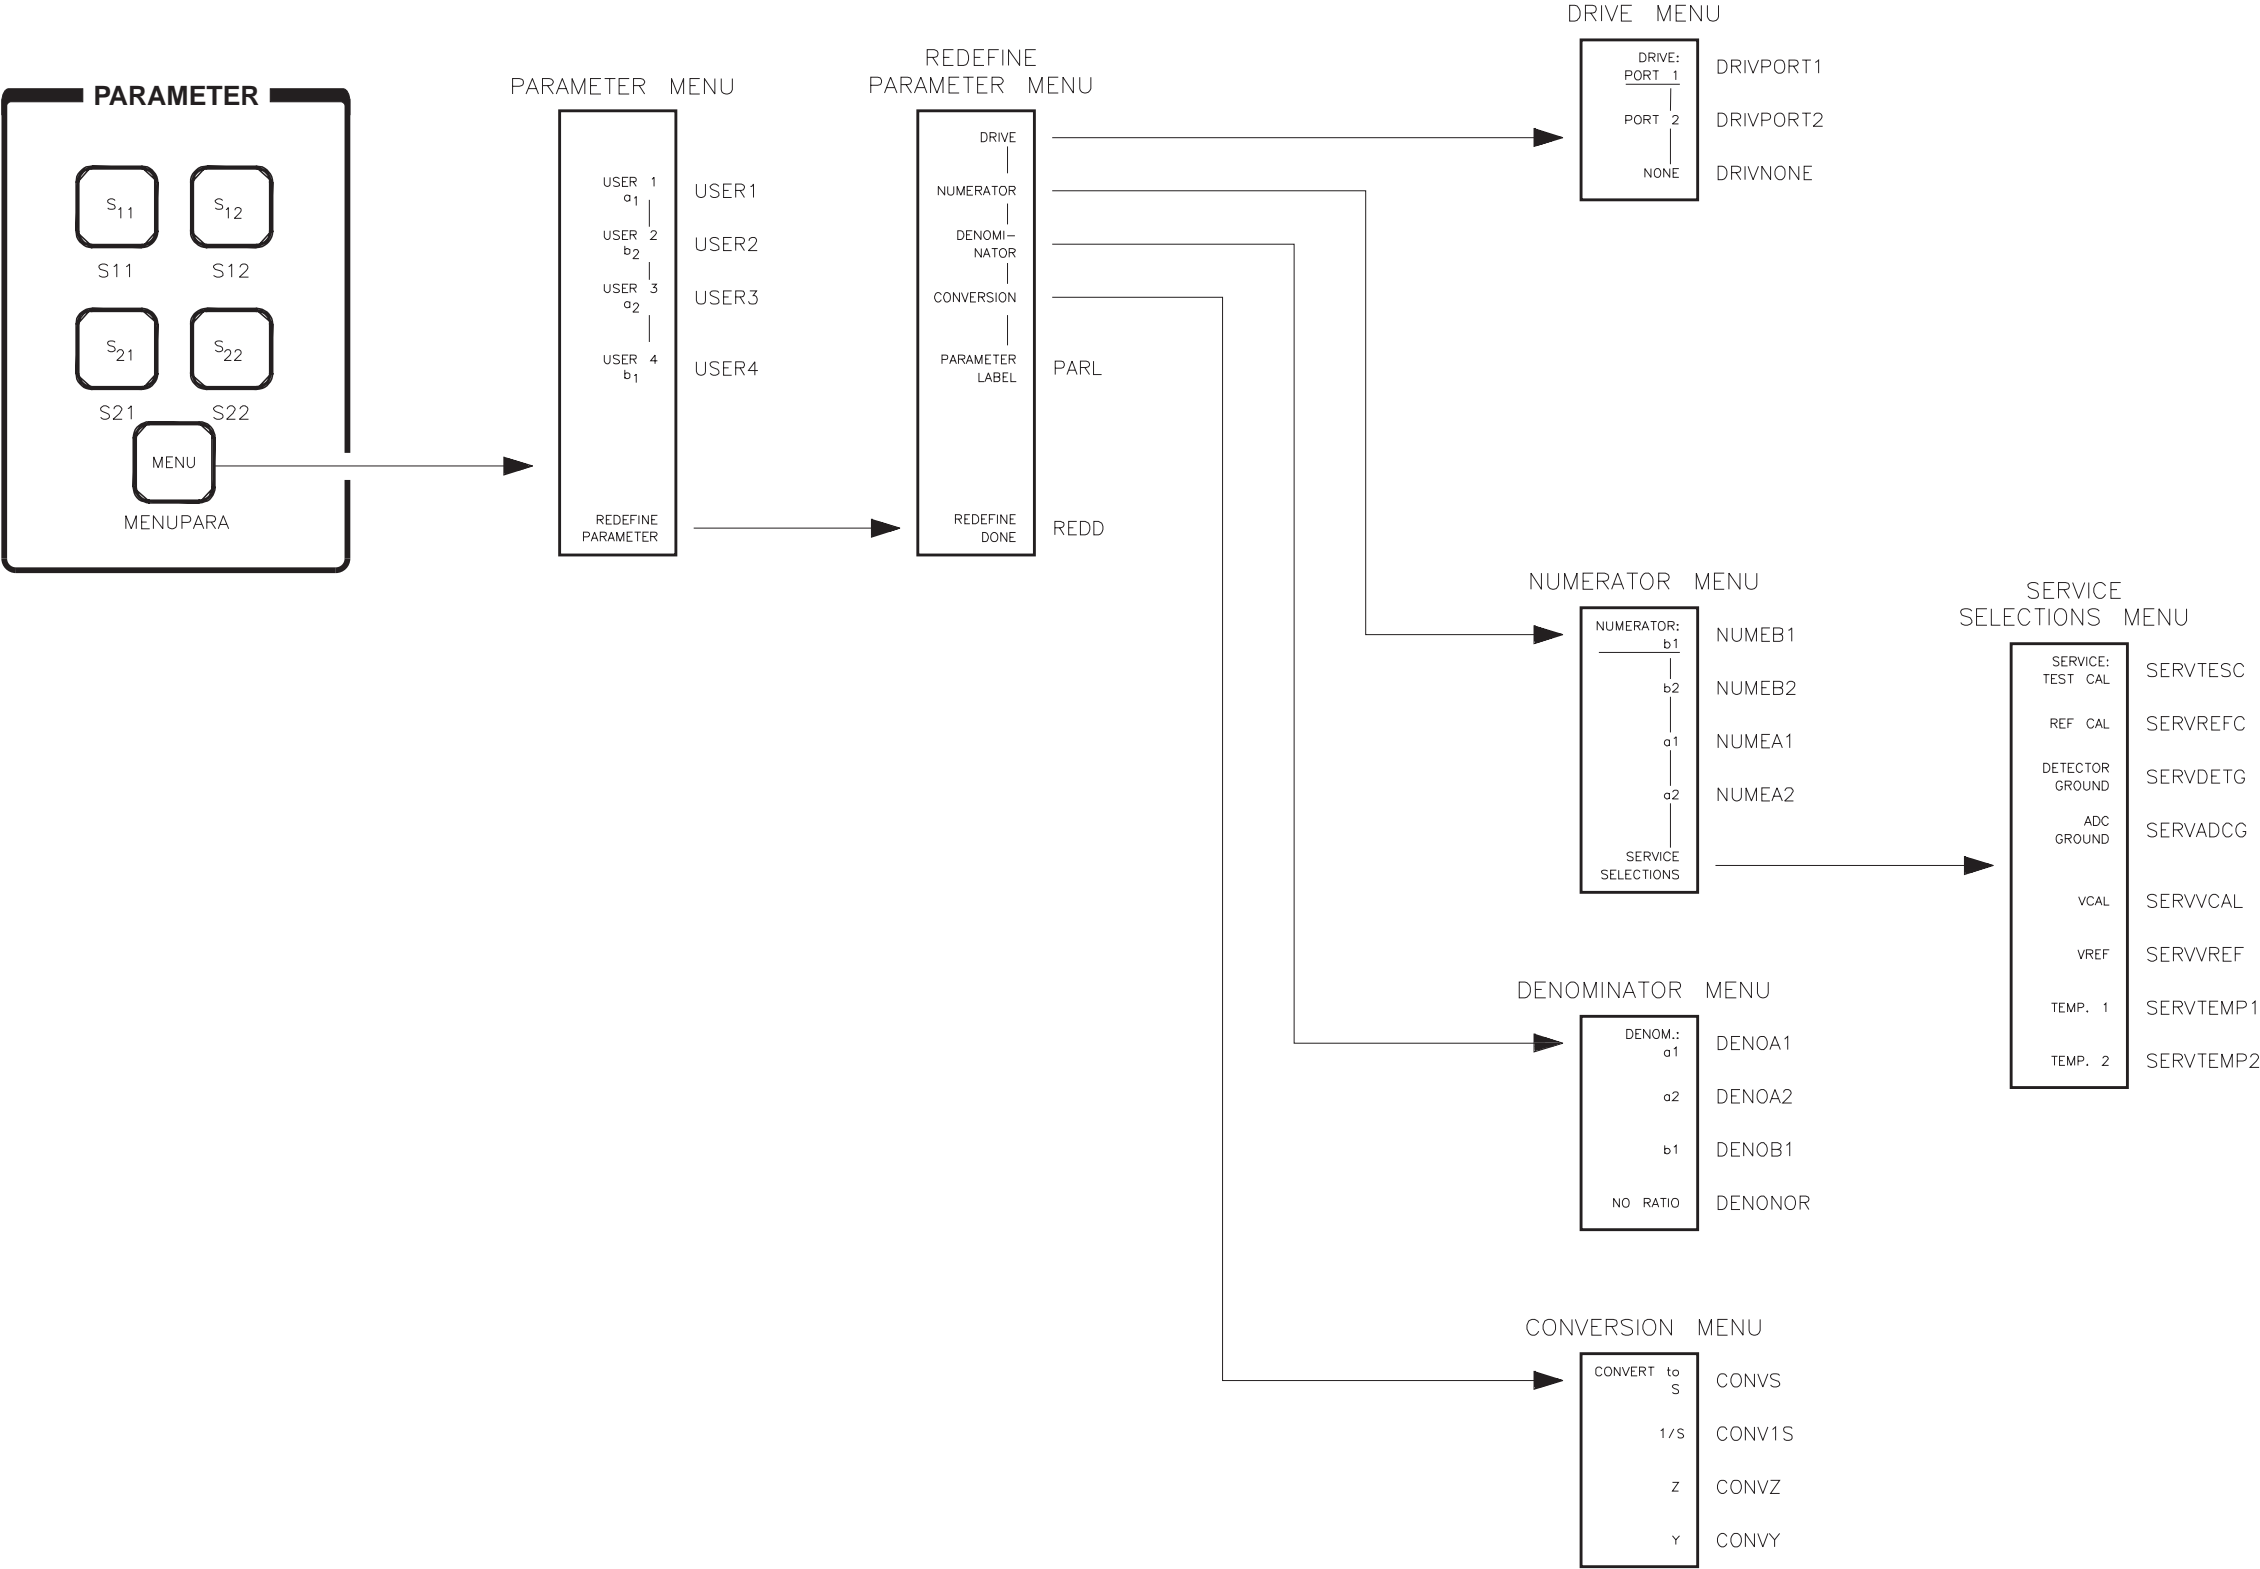 PARAMETER
S11
S12
S11
S12
S21
S22
S21
S22
MENU
MENUPARA
PARAMETER MENU
USER 1
a1
USER1
USER 2
b2
USER2
USER 3
a2
USER3
USER 4
b1
USER4
REDEFINE
PARAMETER
REDEFINE
PARAMETER MENU
DRIVE
NUMERATOR
DENOMI-
NATOR
CONVERSION
PARAMETER
LABEL
PARL
REDEFINE
DONE
REDD
DRIVE MENU
DRIVE:
PORT 1
DRIVPORT1
PORT 2
DRIVPORT2
NONE
DRIVNONE
NUMERATOR MENU
NUMERATOR:
b1
NUMEB1
b2
NUMEB2
a1
NUMEA1
a2
NUMEA2
SERVICE
SELECTIONS
SERVICE
SELECTIONS MENU
SERVICE:
TEST CAL
SERVTESC
REF CAL
SERVREFC
DETECTOR
GROUND
SERVDETG
ADC
GROUND
SERVADCG
VCAL
SERVVCAL
VREF
SERVVREF
TEMP. 1
SERVTEMP1
TEMP. 2
SERVTEMP2
DENOMINATOR MENU
DENOM.:
a1
DENOA1
a2
DENOA2
b1
DENOB1
NO RATIO
DENONOR
CONVERSION MENU
CONVERT to
S
CONVS
1/S
CONV1S
Z
CONVZ
Y
CONVY